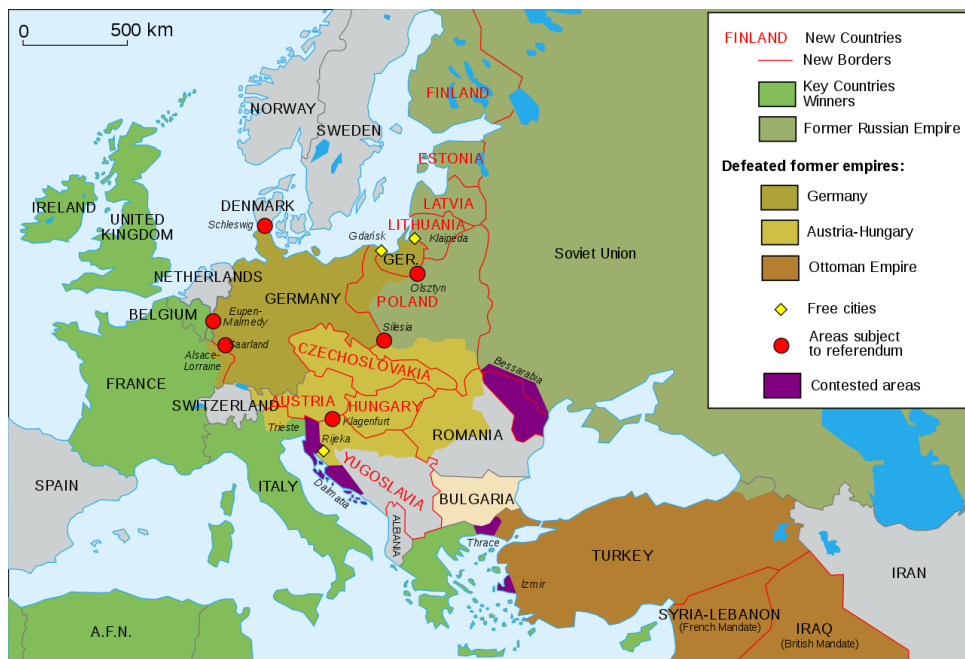 0 500 km
FINLAND New Countries
New Borders
Key Countries
Winners
Former Russian Empire
Defeated former empires:
Germany
Austria-Hungary
Ottoman Empire
Free cities
Areas subject
to referendum
Contested areas
NORWAY
SWEDEN
FINLAND
ESTONIA
LATVIA
LITHUANIA
Klaipeda
DENMARK
Schleswig
Gdańsk
GER.
Olsztyn
IRELAND
UNITED
KINGDOM
NETHERLANDS
GERMANY
POLAND
Soviet Union
BELGIUM
Eupen-
Malmedy
Silesia
Saarland
Alsace-
Lorraine
CZECHOSLOVAKIA
Bessarabia
FRANCE
SWITZERLAND
AUSTRIA
HUNGARY
Klagenfurt
Trieste
Rijeka
ROMANIA
YUGOSLAVIA
SPAIN
ITALY
Dalmatia
BULGARIA
ALBANIA
Thrace
TURKEY
Izmir
IRAN
SYRIA-LEBANON
(French Mandate)
IRAQ
(British Mandate)
A.F.N.